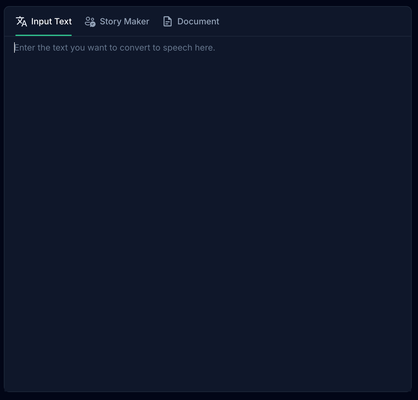 Input Text Story Maker Document
Enter the text you want to convert to speech here.